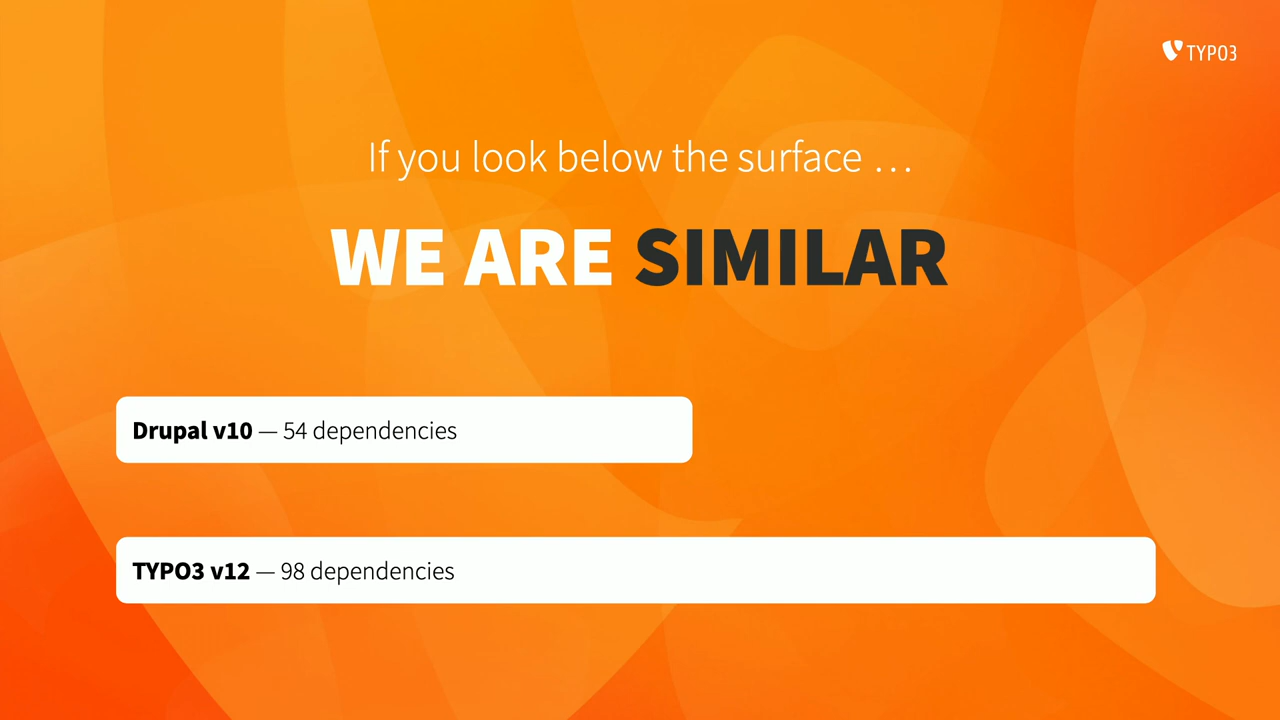 TYPO3
If you look below the surface …
WE ARE SIMILAR
Drupal v10 — 54 dependencies
TYPO3 v12 — 98 dependencies